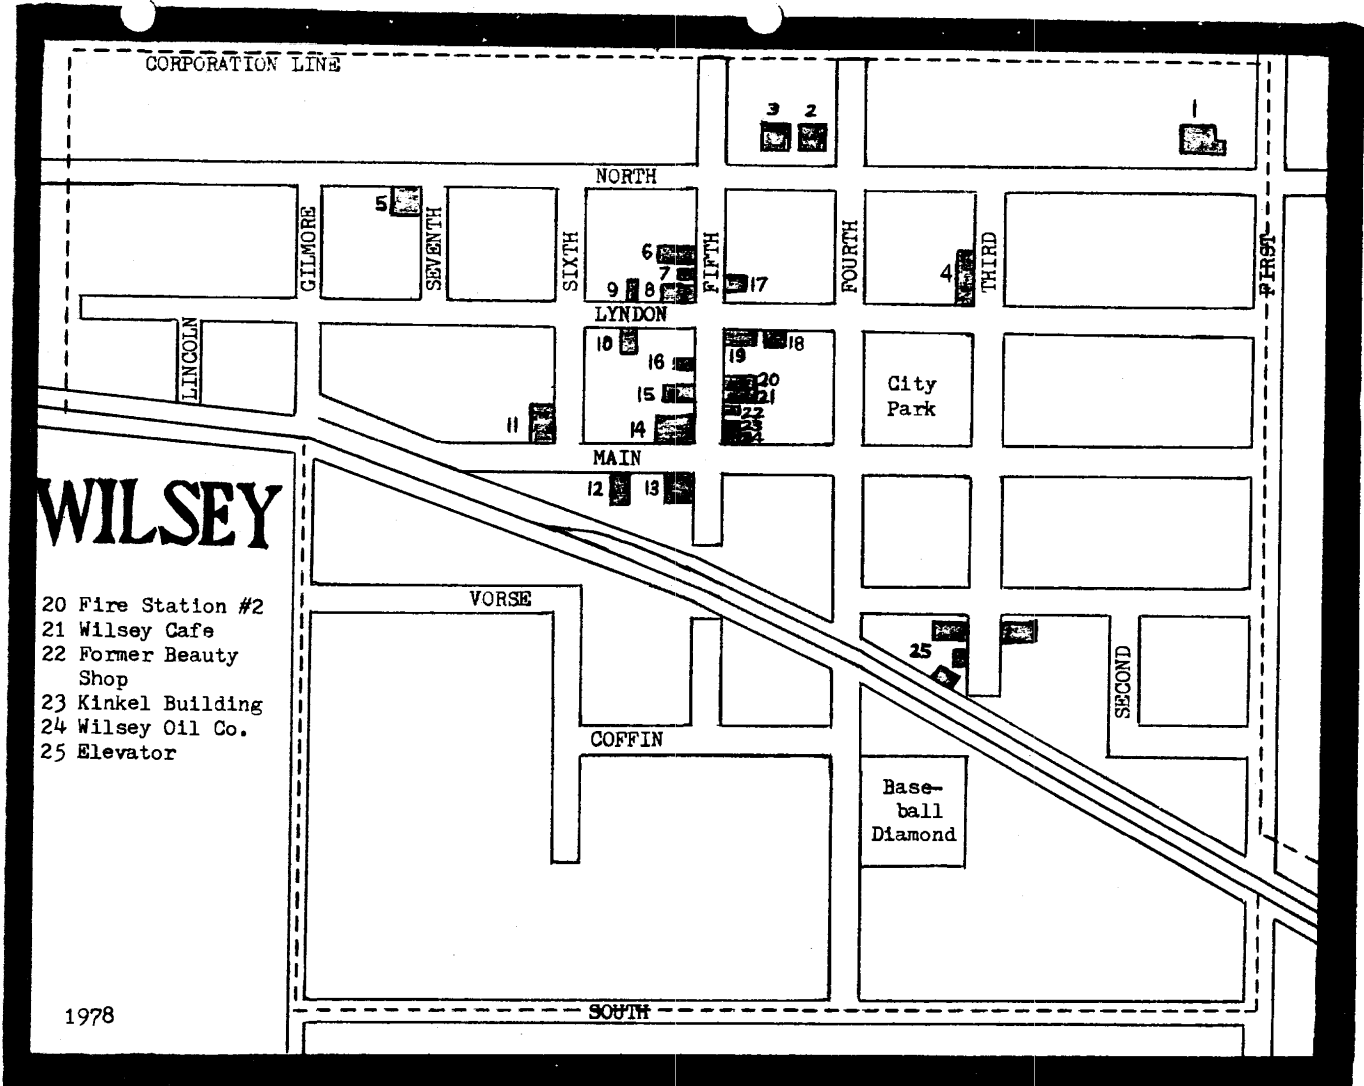 CORPORATION LINE
3 2 1
NORTH
5
GILMORE
SEVENTH
SIXTH
FIFTH
FOURTH
THIRD
FIRST
6
7
4
9 8
17
LYNDON
LINCOLN
10
18
19
16
20
15
21
City
Park
22
11
14
23
24
MAIN
12 13
WILSEY
VORSE
20 Fire Station #2
21 Wilsey Cafe
22 Former Beauty
Shop
23 Kinkel Building
24 Wilsey Oil Co.
25 Elevator
25
SECOND
COFFIN
Base-
ball
Diamond
1978
SOUTH